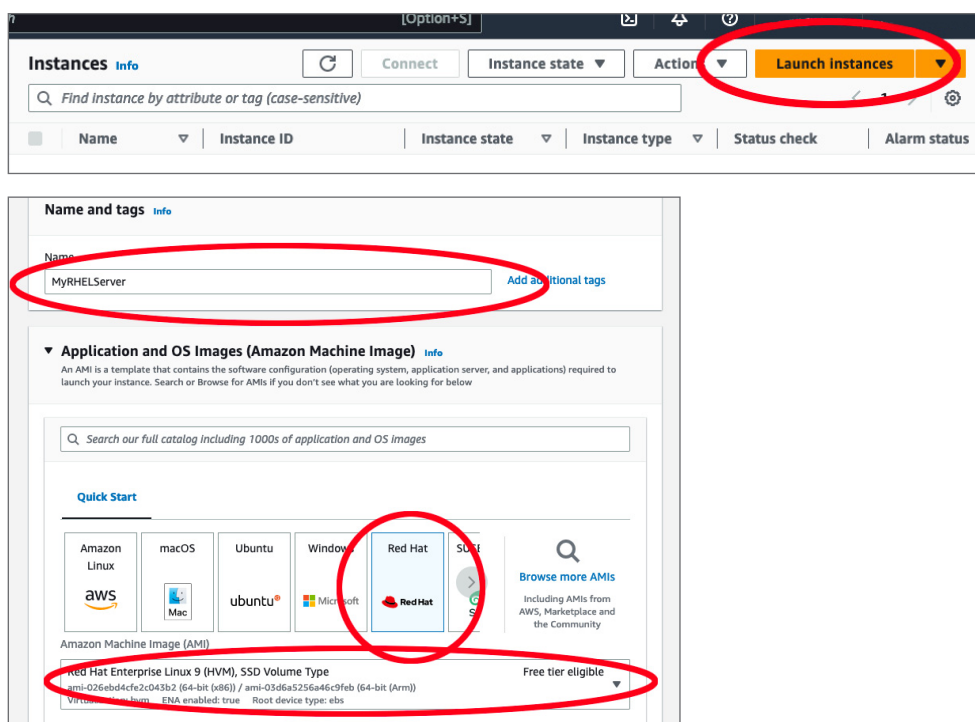 [Option+S]
Instances Info
Connect
Instance state
Actions
Launch instances
Find instance by attribute or tag (case-sensitive)
1
Name
Instance ID
Instance state
Instance type
Status check
Alarm status
Name and tags Info
Name
MyRHELServer
Add additional tags
Application and OS Images (Amazon Machine Image) Info
An AMI is a template that contains the software configuration (operating system, application server, and applications) required to
launch your instance. Search or Browse for AMIs if you don't see what you are looking for below
Search our full catalog including 1000s of application and OS images
Quick Start
Amazon
Linux
aws
macOS
Mac
Ubuntu
ubuntu®
Windows
Microsoft
Red Hat
Red Hat
Browse more AMIs
Including AMIs from
AWS, Marketplace and
the Community
Amazon Machine Image (AMI)
Red Hat Enterprise Linux 9 (HVM), SSD Volume Type
Free tier eligible
ami-026ebd4cfe2c043b2 (64-bit (x86)) / ami-03d6a5256a46c9feb (64-bit (Arm))
hvm ENA enabled: true Root device type: ebs